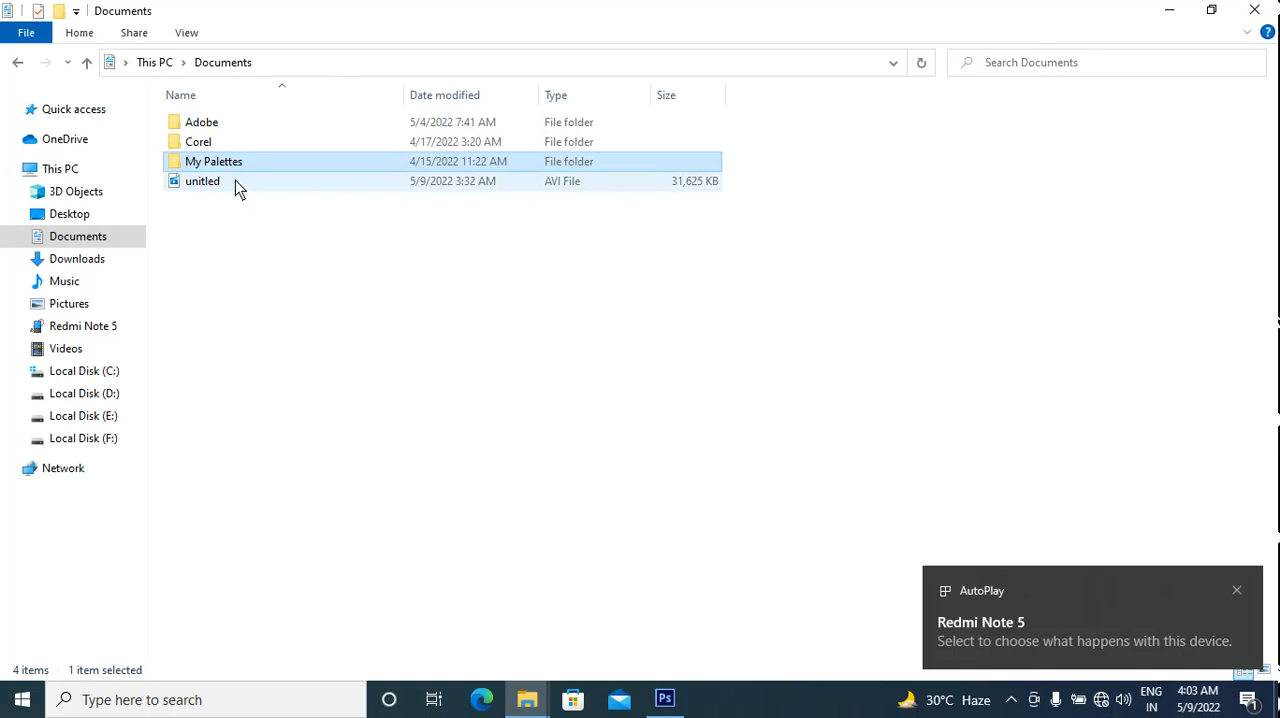 Documents
File Home Share View
This PC Documents
Search Documents
Name Date modified Type Size
Quick access
OneDrive
This PC
3D Objects
Desktop
Documents
Downloads
Music
Pictures
Redmi Note 5
Videos
Local Disk (C:)
Local Disk (D:)
Local Disk (E:)
Local Disk (F:)
Network
Adobe 5/4/2022 7:41 AM File folder
Corel 4/17/2022 3:20 AM File folder
My Palettes 4/15/2022 11:22 AM File folder
unitled 5/9/2022 3:32 AM AVI File 31,625 KB
AutoPlay
Redmi Note 5
Select to choose what happens with this device.
4 items 1 item selected
Type here to search
Ps
30°C Haze
ENG
IN
4:03 AM
5/9/2022
1